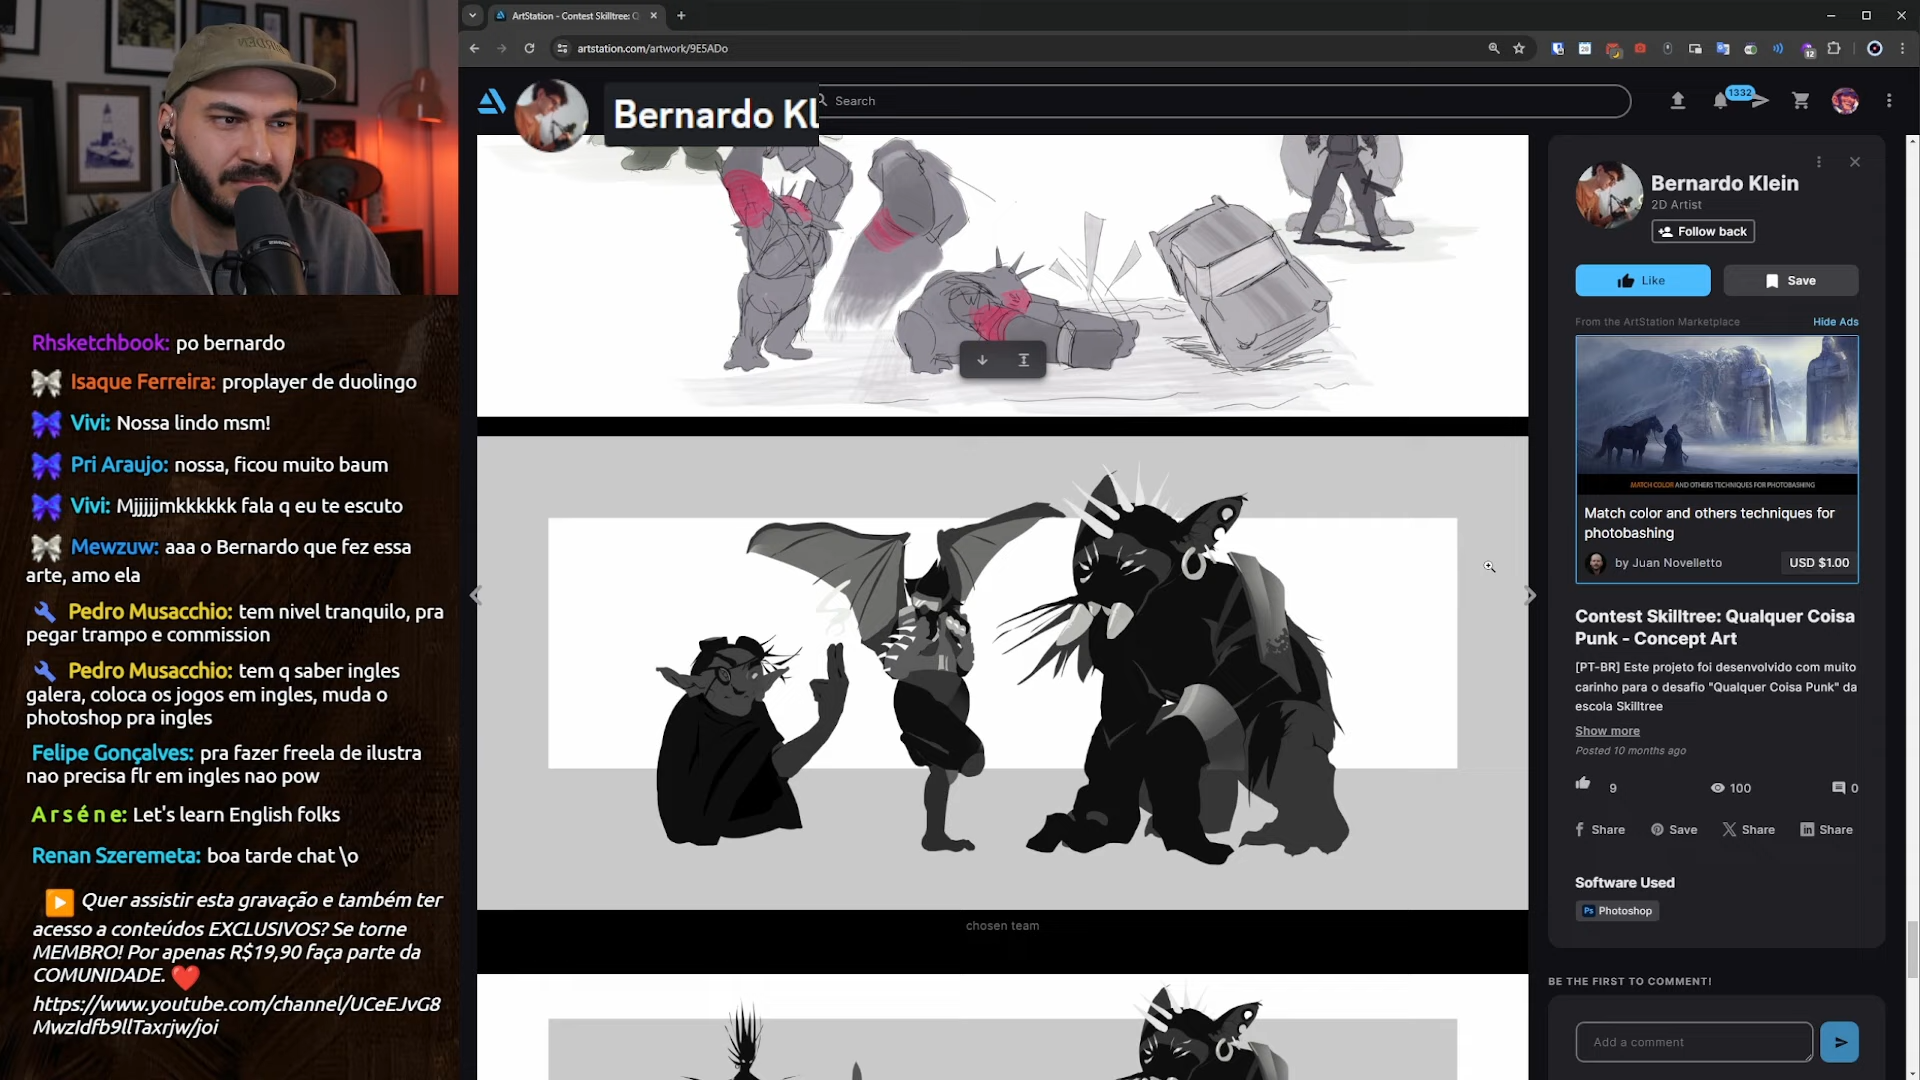 ArtStation - Contest Skilltree: Q
artstation.com/artwork/9E5ADo
Bernardo Kl
Search
1332
12
Bernardo Klein
2D Artist
Follow back
Like
Save
From the ArtStation Marketplace
Hide Ads
MATCH COLOR AND OTHERS TECHNIQUES FOR PHOTOBASHING
Match color and others techniques for
photobashing
by Juan Novelletto
USD $1.00
Contest Skilltree: Qualquer Coisa
Punk - Concept Art
[PT-BR] Este projeto foi desenvolvido com muito
carinho para o desafio "Qualquer Coisa Punk" da
escola Skilltree
Show more
Posted 10 months ago
9
100
0
Share
Save
Share
Share
Software Used
Ps Photoshop
BE THE FIRST TO COMMENT!
Add a comment
chosen team
Rhsketchbook: po bernardo
Isaque Ferreira: proplayer de duolingo
Vivi: Nossa lindo msm!
Pri Araujo: nossa, ficou muito baum
Vivi: Mjjjjjmkkkkkk fala q eu te escuto
Mewzuw: aaa o Bernardo que fez essa
arte, amo ela
Pedro Musacchio: tem nivel tranquilo, pra
pegar trampo e commission
Pedro Musacchio: tem q saber ingles
galera, coloca os jogos em ingles, muda o
photoshop pra ingles
Felipe Gonçalves: pra fazer freela de ilustra
nao precisa flr em ingles nao pow
A r s é n e: Let's learn English folks
Renan Szeremeta: boa tarde chat \o
Quer assistir esta gravação e também ter
acesso a conteúdos EXCLUSIVOS? Se torne
MEMBRO! Por apenas R$19,90 faça parte da
COMUNIDADE.
https://www.youtube.com/channel/UCeEJvG8
MwzIdfb9llTaxrjw/joi